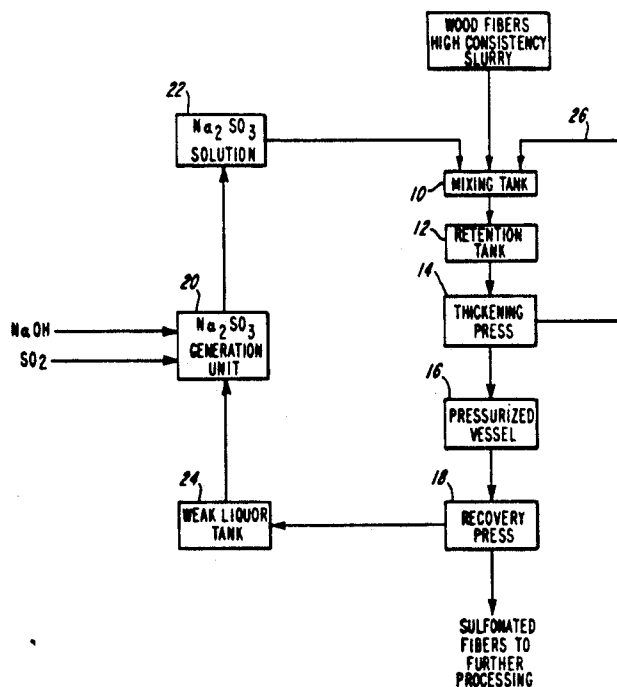 WOOD FIBERS
HIGH CONSISTENCY
SLURRY
22
Na2SO3
SOLUTION
26
10
MIXING TANK
12
RETENTION
TANK
14
THICKENING
PRESS
20
Na2SO3
GENERATION
UNIT
NaOH
SO2
16
PRESSURIZED
VESSEL
24
WEAK LIQUOR
TANK
18
RECOVERY
PRESS
SULFONATED
FIBERS TO
FURTHER
PROCESSING